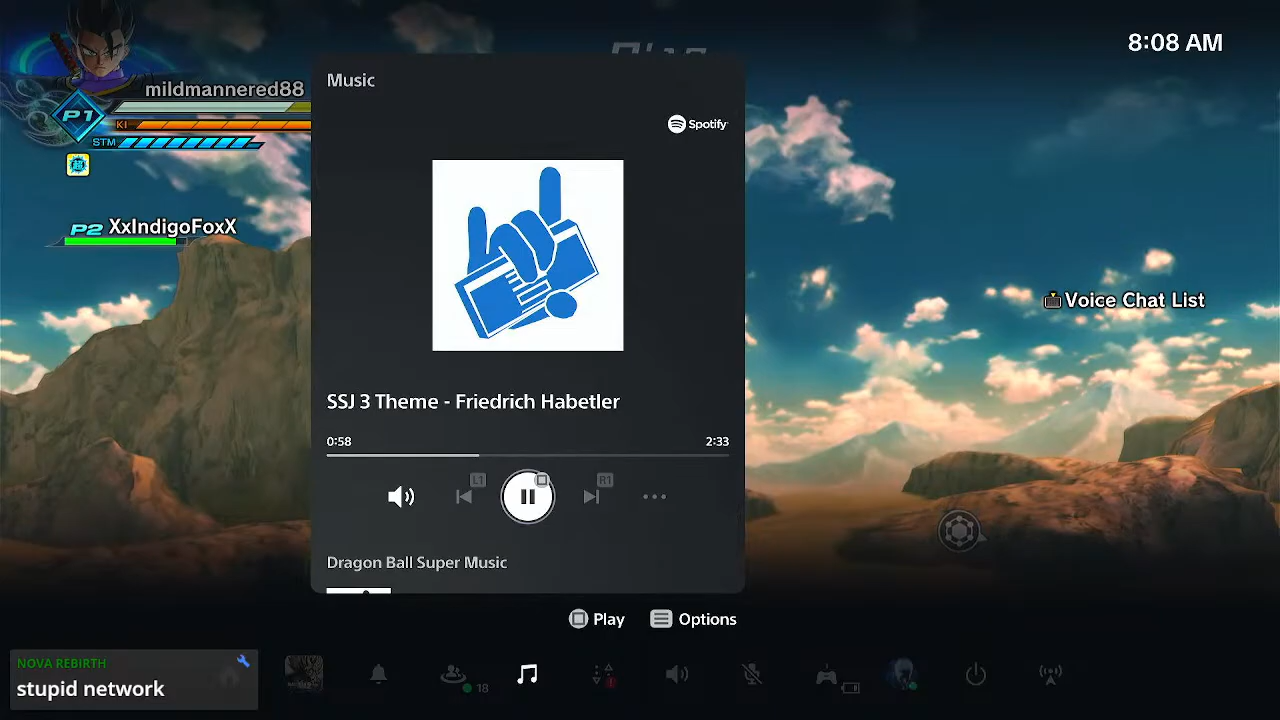 8:08 AM
mildmannered88
P1
KI
STM
P2 XxIndigoFoxX
Music
Spotify
SSJ 3 Theme - Friedrich Habetler
0:58
2:33
L1
R1
Dragon Ball Super Music
Voice Chat List
Play
Options
NOVA REBIRTH
stupid network
18